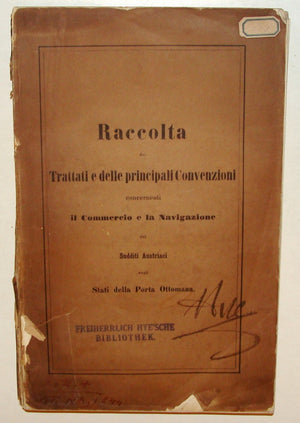 Raccolta
dei
Trattati e delle principali Convenzioni
concernenti
il Commercio e la Navigazione
dei
Sudditi Austriaci
negli
Stati della Porta Ottomana.
Hye
FREIHERRLICH HYE'SCHE
BIBLIOTHEK.